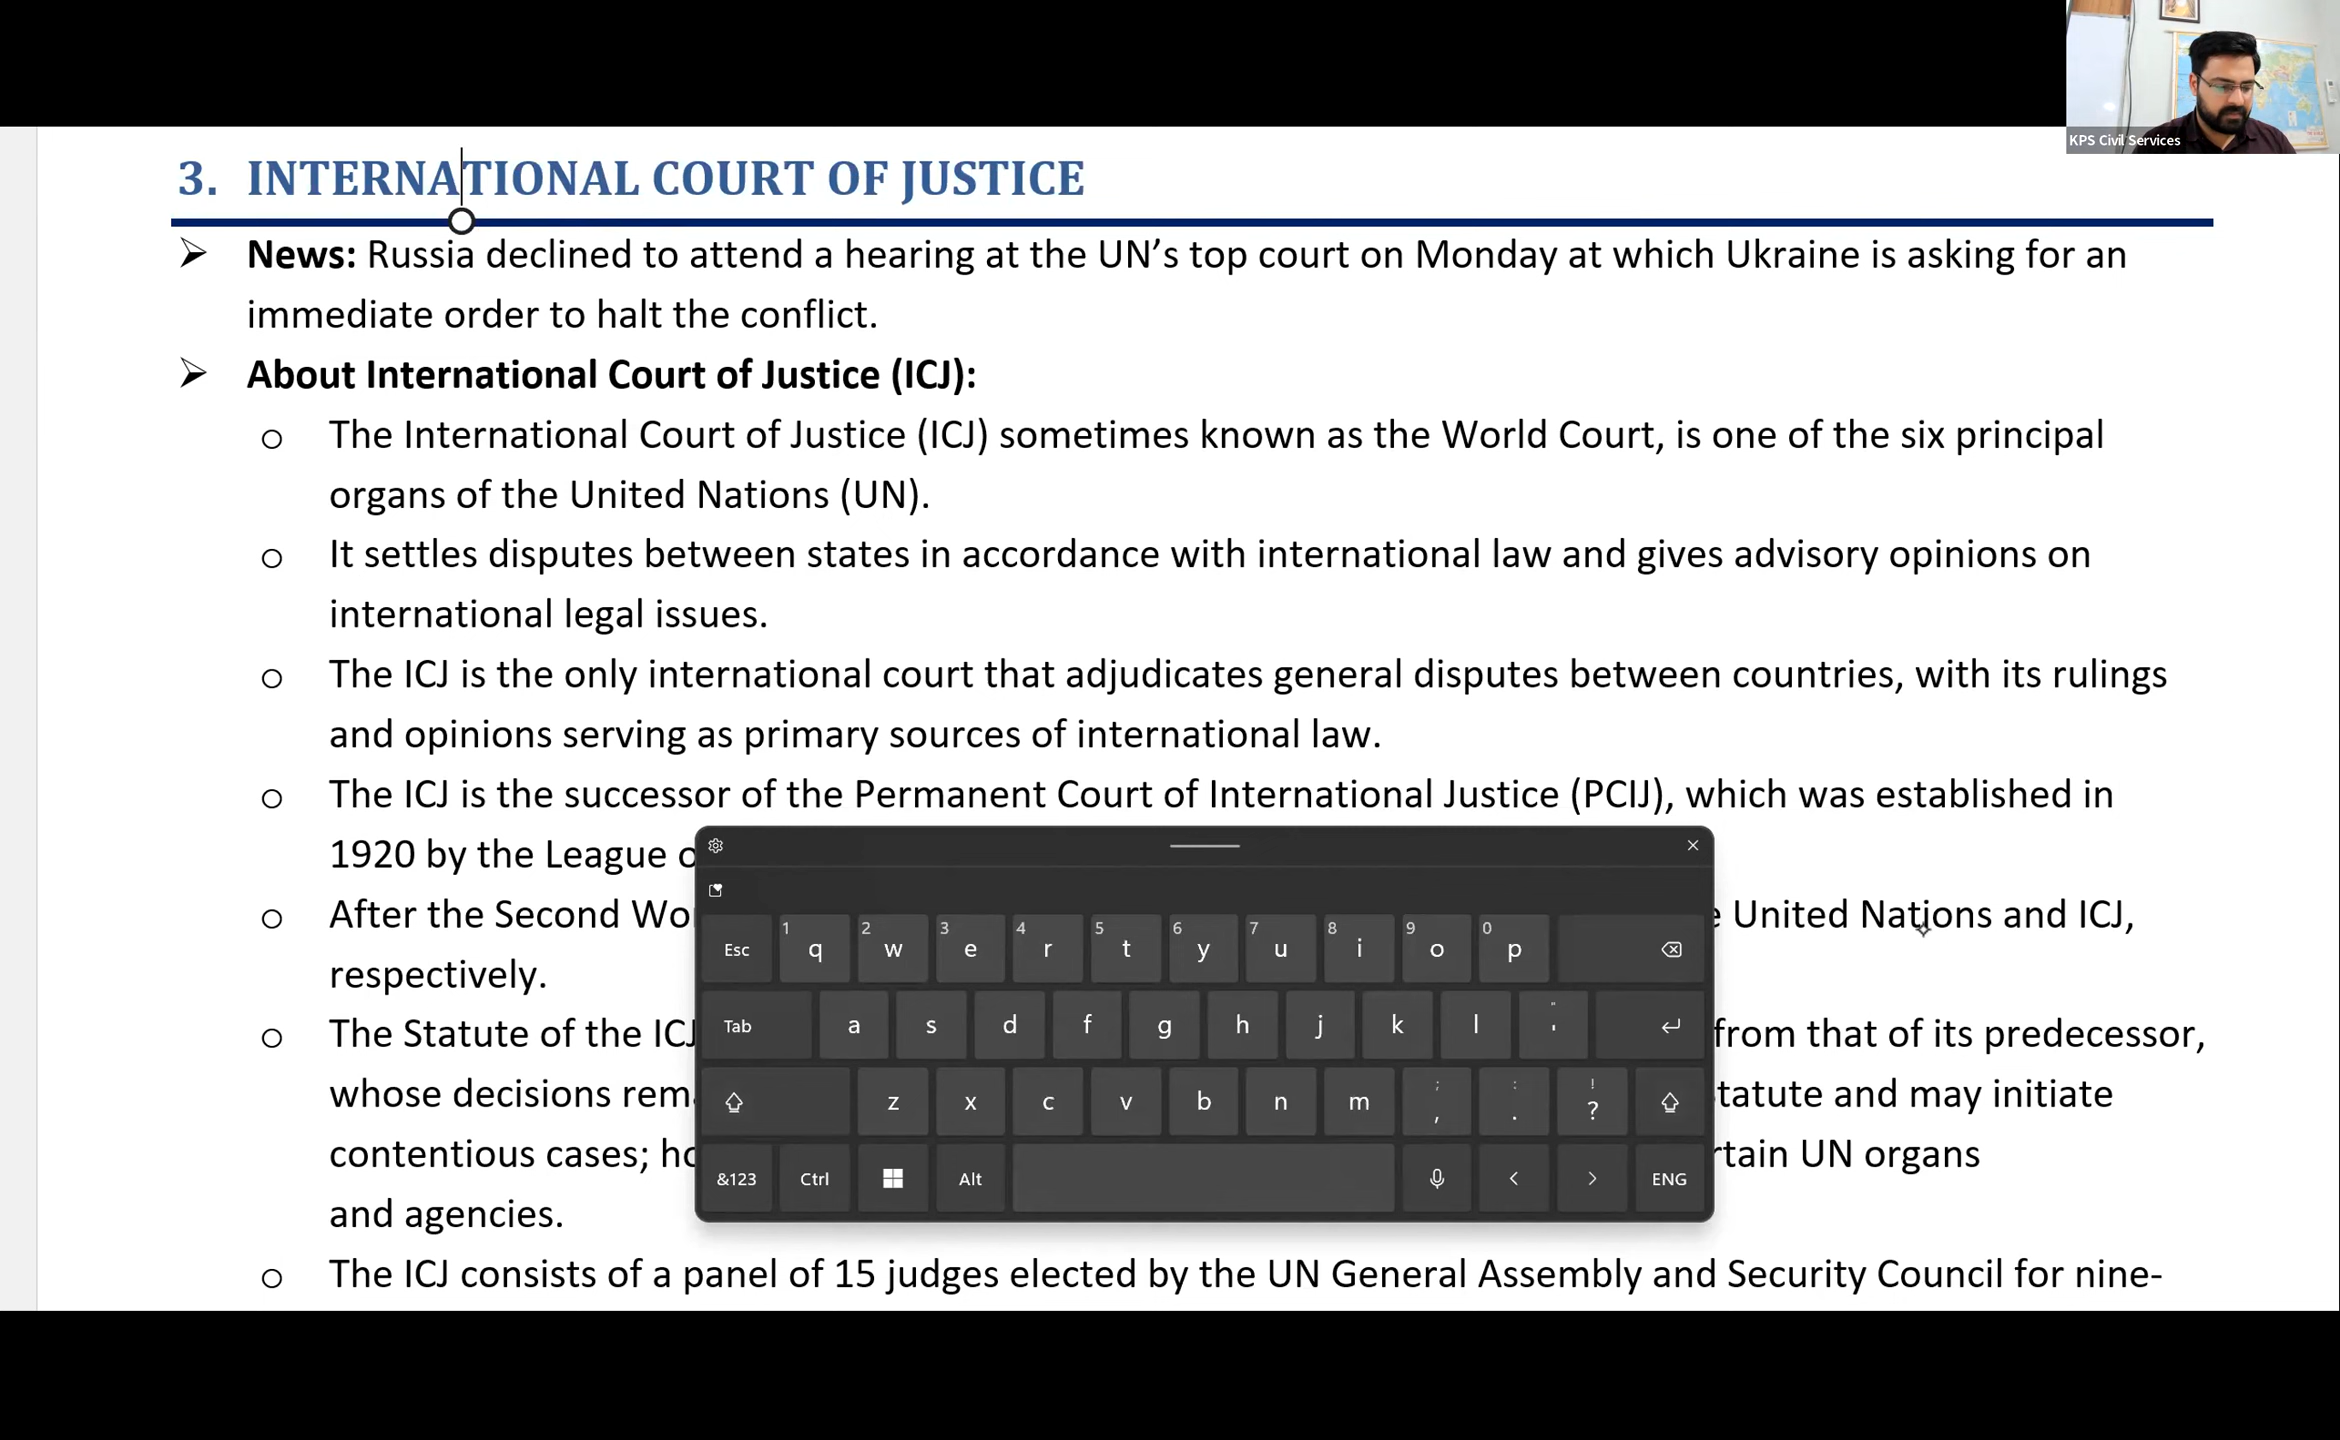 KPS Civil Services
3. INTERNATIONAL COURT OF JUSTICE
➢ News: Russia declined to attend a hearing at the UN’s top court on Monday at which Ukraine is asking for an
immediate order to halt the conflict.
➢ About International Court of Justice (ICJ):
o The International Court of Justice (ICJ) sometimes known as the World Court, is one of the six principal
organs of the United Nations (UN).
o It settles disputes between states in accordance with international law and gives advisory opinions on
international legal issues.
o The ICJ is the only international court that adjudicates general disputes between countries, with its rulings
and opinions serving as primary sources of international law.
o The ICJ is the successor of the Permanent Court of International Justice (PCIJ), which was established in
1920 by the League
o After the Second United Nations and ICJ,
respectively.
o The Statute of the ICJ from that of its predecessor,
whose decisions and may initiate
contentious cases; UN organs
and agencies.
o The ICJ consists of a panel of 15 judges elected by the UN General Assembly and Security Council for nine-
Esc 1 q 2 w 3 e 4 r 5 t 6 y 7 u 8 i 9 o 0 p
Tab a s d f g h j k l " '
z x c v b n m ; , : . ! ?
&123 Ctrl Alt < > ENG